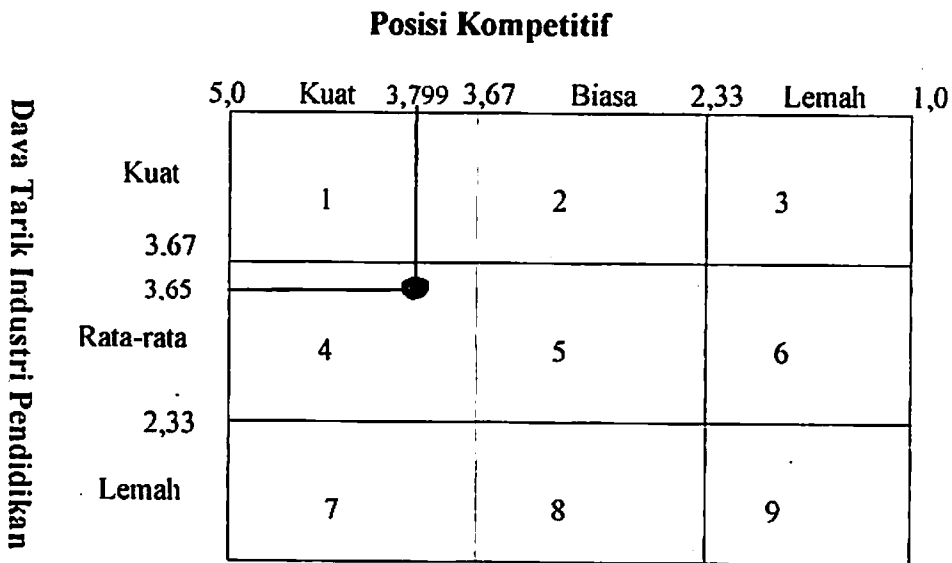 Posisi Kompetitif
5,0 Kuat 3,799 3,67 Biasa 2,33 Lemah 1,0
Dava Tarik Industri Pendidikan
Kuat
1 2 3
3.67
3.65
Rata-rata
4 5 6
2,33
Lemah
7 8 9